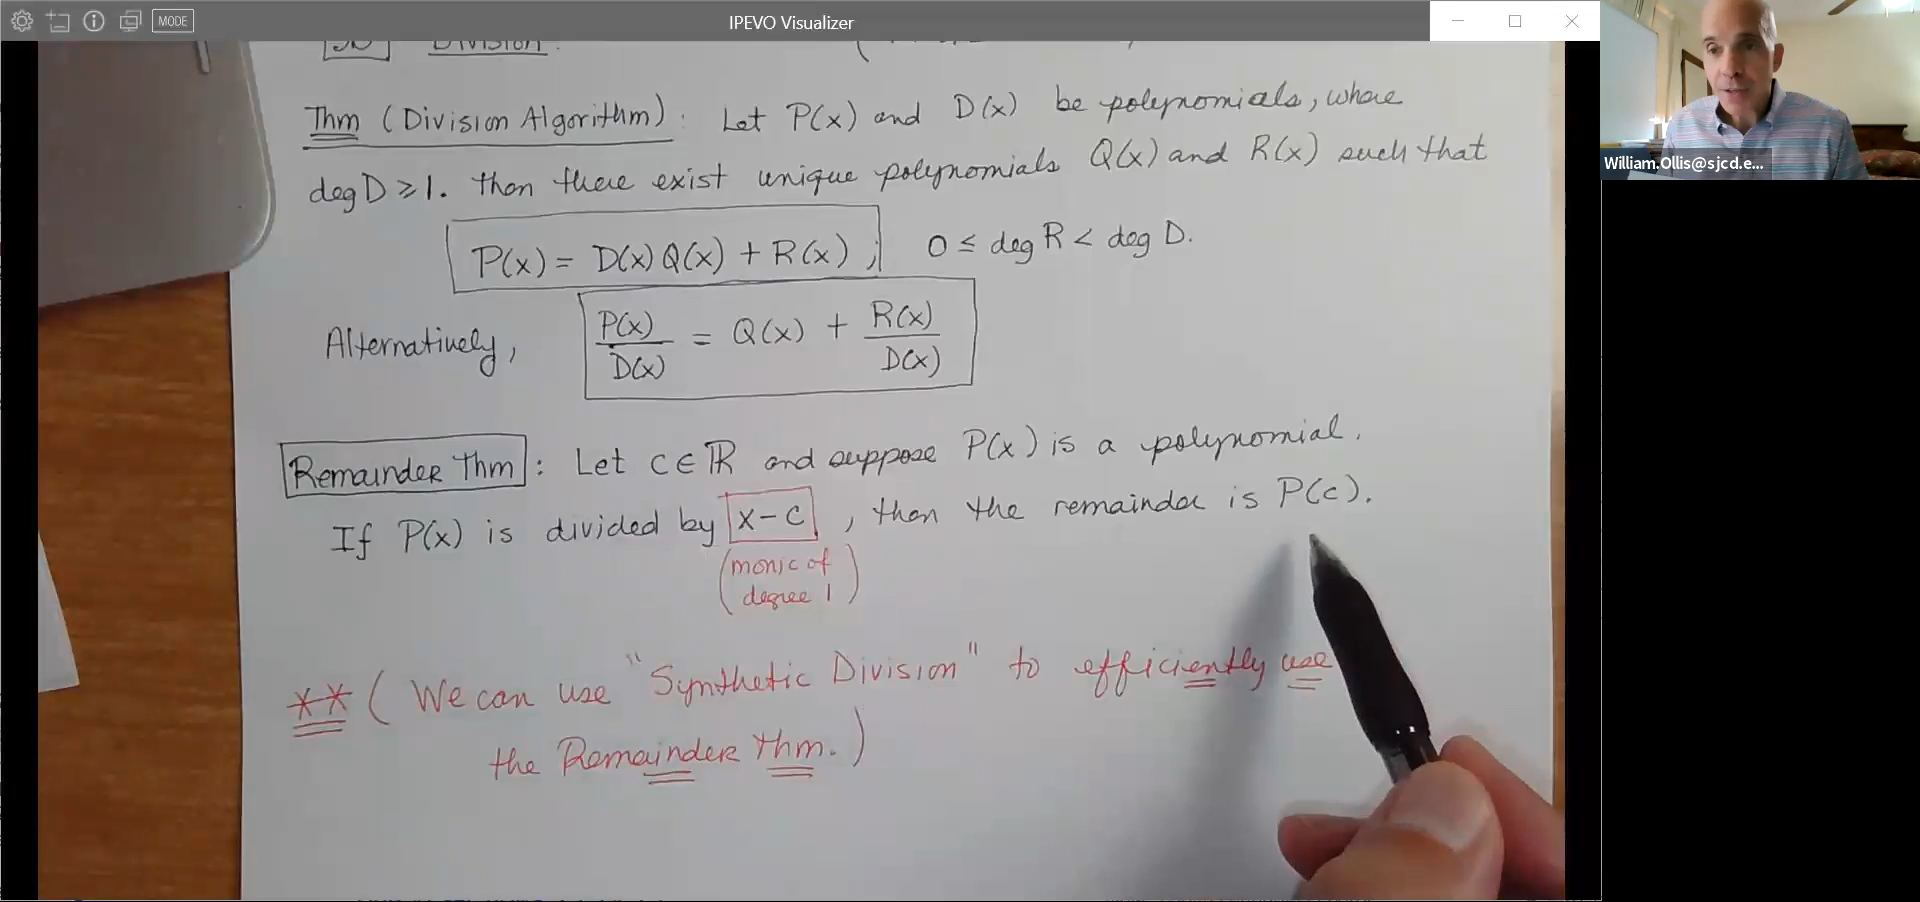 MODE
IPEVO Visualizer
Division.
Thm (Division Algorithm): Let P(x) and D(x) be polynomials, where
deg D ≥ 1. Then there exist unique polynomials Q(x) and R(x) such that
P(x) = D(x) Q(x) + R(x) ; 0 ≤ deg R < deg D.
Alternatively, P(x)/D(x) = Q(x) + R(x)/D(x)
Remainder Thm : Let c ∈ ℝ and suppose P(x) is a polynomial.
If P(x) is divided by x - c , then the remainder is P(c).
(monic of
degree 1)
** (We can use "Synthetic Division" to efficiently use
the Remainder Thm.)
William.Ollis@sjcd.e...